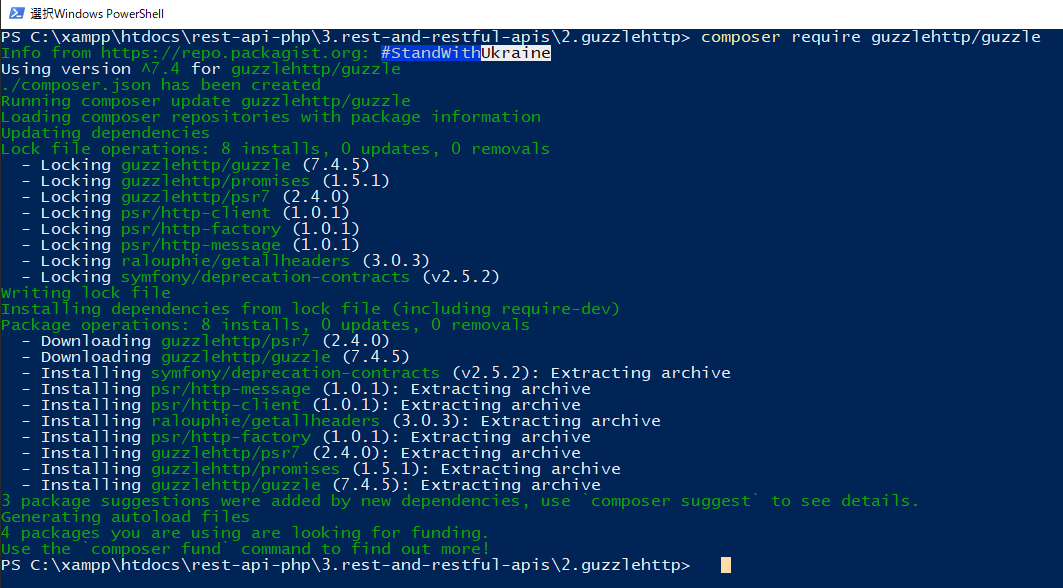 選択Windows PowerShell
PS C:\xampp\htdocs\rest-api-php\3.rest-and-restful-apis\2.guzzlehttp> composer require guzzlehttp/guzzle
Info from https://repo.packagist.org: #StandWithUkraine
Using version ^7.4 for guzzlehttp/guzzle
./composer.json has been created
Running composer update guzzlehttp/guzzle
Loading composer repositories with package information
Updating dependencies
Lock file operations: 8 installs, 0 updates, 0 removals
  - Locking guzzlehttp/guzzle (7.4.5)
  - Locking guzzlehttp/promises (1.5.1)
  - Locking guzzlehttp/psr7 (2.4.0)
  - Locking psr/http-client (1.0.1)
  - Locking psr/http-factory (1.0.1)
  - Locking psr/http-message (1.0.1)
  - Locking ralouphie/getallheaders (3.0.3)
  - Locking symfony/deprecation-contracts (v2.5.2)
Writing lock file
Installing dependencies from lock file (including require-dev)
Package operations: 8 installs, 0 updates, 0 removals
  - Downloading guzzlehttp/psr7 (2.4.0)
  - Downloading guzzlehttp/guzzle (7.4.5)
  - Installing symfony/deprecation-contracts (v2.5.2): Extracting archive
  - Installing psr/http-message (1.0.1): Extracting archive
  - Installing psr/http-client (1.0.1): Extracting archive
  - Installing ralouphie/getallheaders (3.0.3): Extracting archive
  - Installing psr/http-factory (1.0.1): Extracting archive
  - Installing guzzlehttp/psr7 (2.4.0): Extracting archive
  - Installing guzzlehttp/promises (1.5.1): Extracting archive
  - Installing guzzlehttp/guzzle (7.4.5): Extracting archive
3 package suggestions were added by new dependencies, use `composer suggest` to see details.
Generating autoload files
4 packages you are using are looking for funding.
Use the `composer fund` command to find out more!
PS C:\xampp\htdocs\rest-api-php\3.rest-and-restful-apis\2.guzzlehttp>